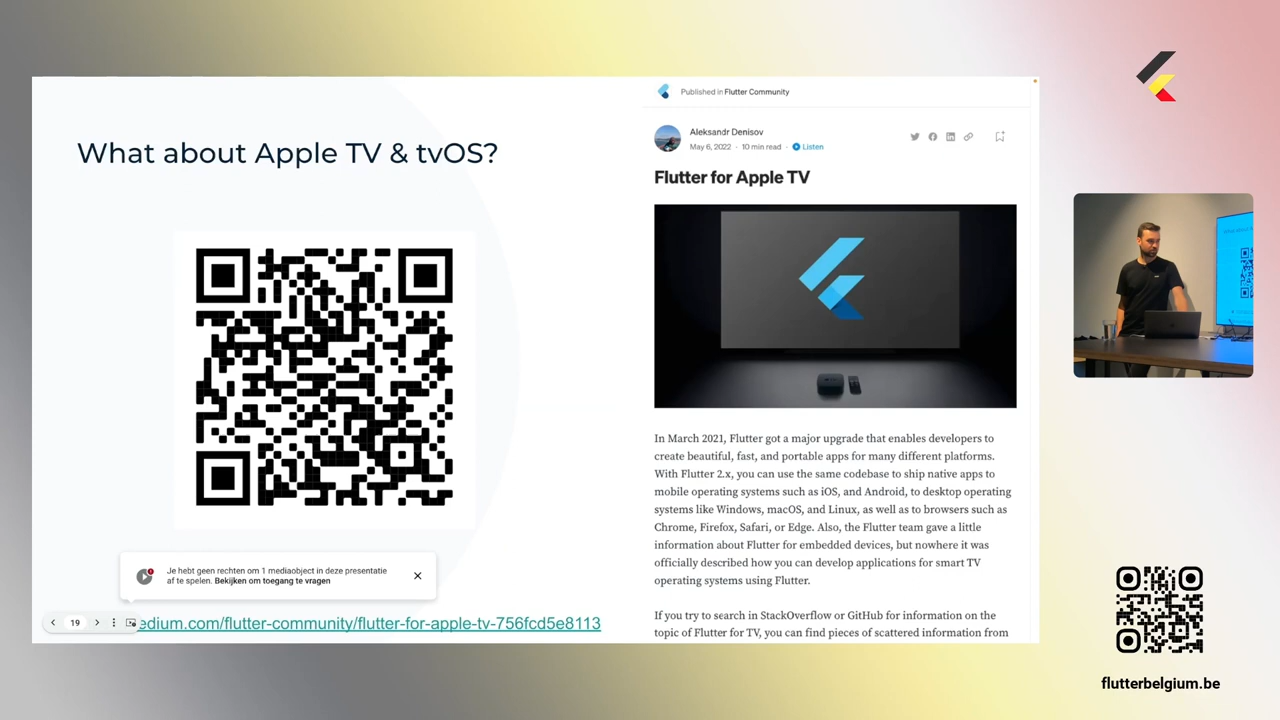 What about Apple TV & tvOS?
Je hebt geen rechten om 1 mediaobject in deze presentatie
af te spelen. Bekijken om toegang te vragen
19
edium.com/flutter-community/flutter-for-apple-tv-756fcd5e8113
Published in Flutter Community
Aleksandr Denisov
May 6, 2022 · 10 min read · Listen
Flutter for Apple TV
In March 2021, Flutter got a major upgrade that enables developers to
create beautiful, fast, and portable apps for many different platforms.
With Flutter 2.x, you can use the same codebase to ship native apps to
mobile operating systems such as iOS, and Android, to desktop operating
systems like Windows, macOS, and Linux, as well as to browsers such as
Chrome, Firefox, Safari, or Edge. Also, the Flutter team gave a little
information about Flutter for embedded devices, but nowhere it was
officially described how you can develop applications for smart TV
operating systems using Flutter.
If you try to search in StackOverflow or GitHub for information on the
topic of Flutter for TV, you can find pieces of scattered information from
flutterbelgium.be